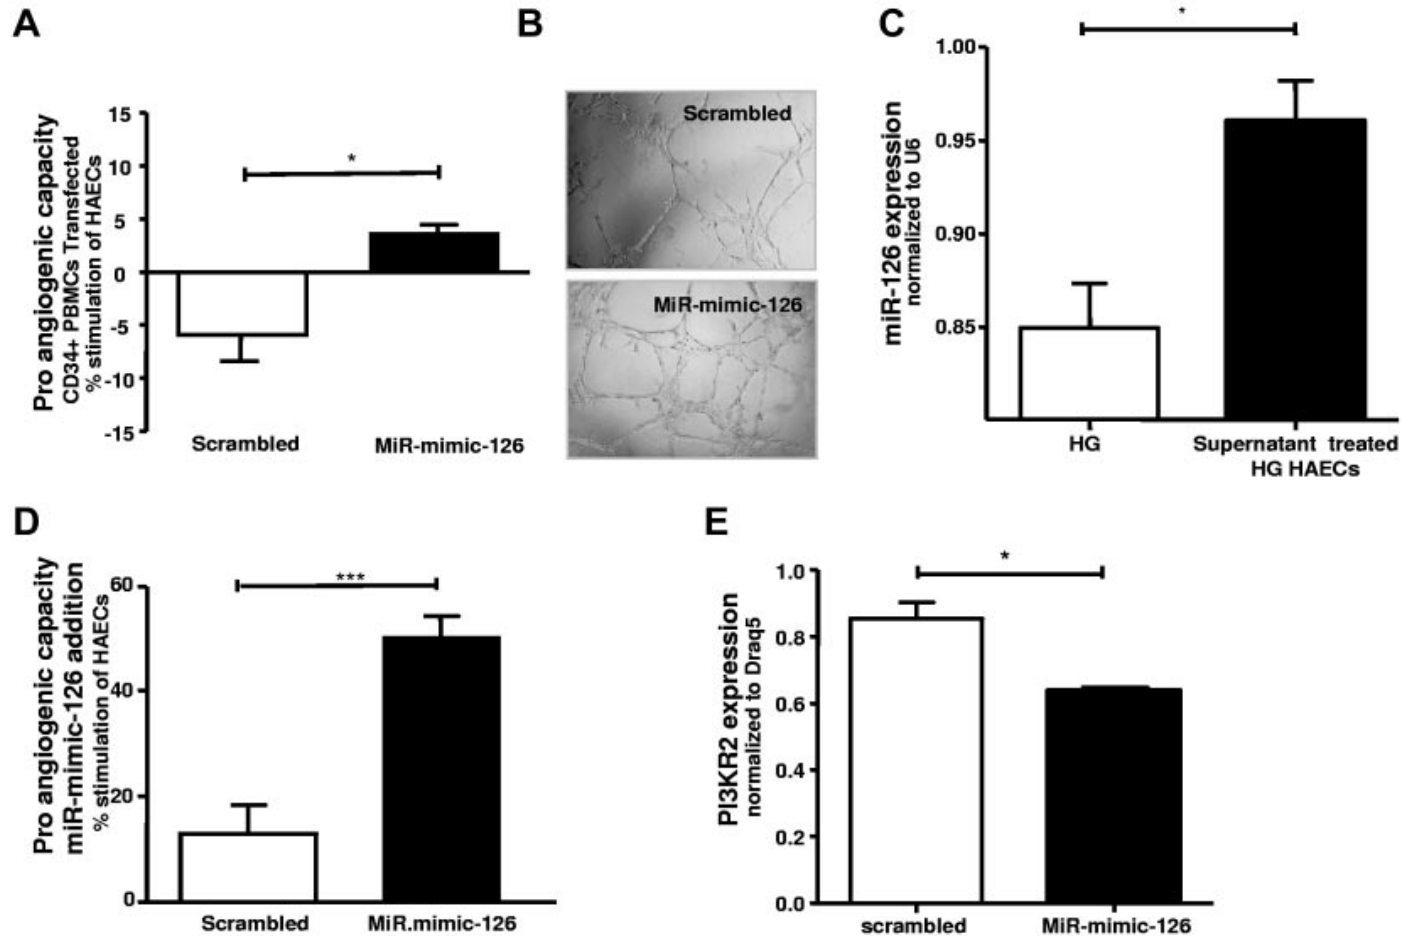 A
Pro angiogenic capacity
CD34+ PBMCs Transfected
% stimulation of HAECs
15
10
5
0
-5
-10
-15
*
Scrambled
MiR-mimic-126
B
Scrambled
MiR-mimic-126
C
miR-126 expression
normalized to U6
1.00
0.95
0.90
0.85
*
HG
Supernatant treated
HG HAECs
D
Pro angiogenic capacity
miR-mimic-126 addition
% stimulation of HAECs
60
40
20
0
***
Scrambled
MiR.mimic-126
E
PI3KR2 expression
normalized to Draq5
1.0
0.8
0.6
0.4
0.2
0.0
*
scrambled
MiR-mimic-126